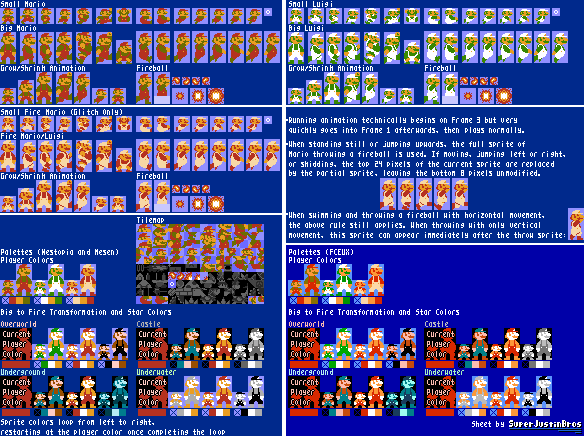 Small Mario
Big Mario
Grow/Shrink Animation
Fireball
Small Luigi
Big Luigi
Grow/Shrink Animation
Fireball
Small Fire Mario (Glitch Only)
Fire Mario/Luigi
Grow/Shrink Animation
Fireball
Running animation technically begins on Frame 3 but very
quickly goes into Frame 1 afterwards, then plays normally.
When standing still or jumping upwards, the full sprite of
Mario throwing a fireball is used. If moving, jumping left or right,
or skidding, the top 24 pixels of the current sprite are replaced
by the partial sprite, leaving the bottom 8 pixels unmodified.
When swimming and throwing a fireball with horizontal movement,
the above rule still applies. When throwing with only vertical
movement, this sprite can appear immediately after the throw sprite:
Tilemap
Palettes (Nestopia and Mesen)
Player Colors
Big to Fire Transformation and Star Colors
Overworld
Current
Player
Color
Castle
Current
Player
Color
Underground
Current
Player
Color
Underwater
Current
Player
Color
Sprite colors loop from left to right,
restarting at the player color once completing the loop
Palettes (FCEUX)
Player Colors
Big to Fire Transformation and Star Colors
Overworld
Current
Player
Color
Castle
Current
Player
Color
Underground
Current
Player
Color
Underwater
Current
Player
Color
Sheet by SuperJustinBros